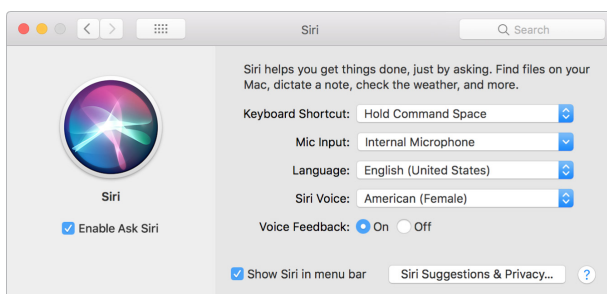 Siri
Search
Siri helps you get things done, just by asking. Find files on your
Mac, dictate a note, check the weather, and more.
Keyboard Shortcut: Hold Command Space
Mic Input: Internal Microphone
Language: English (United States)
Siri Voice: American (Female)
Voice Feedback: On Off
Siri
Enable Ask Siri
Show Siri in menu bar Siri Suggestions & Privacy... ?